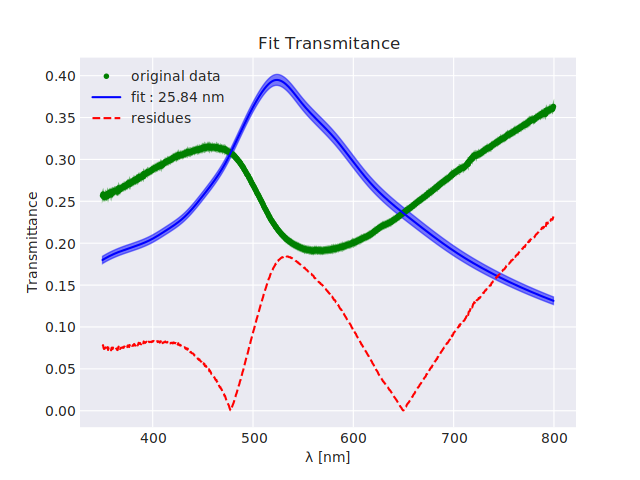 Fit Transmitance
original data
fit : 25.84 nm
residues
Transmittance
0.40
0.35
0.30
0.25
0.20
0.15
0.10
0.05
0.00
400 500 600 700 800
λ [nm]